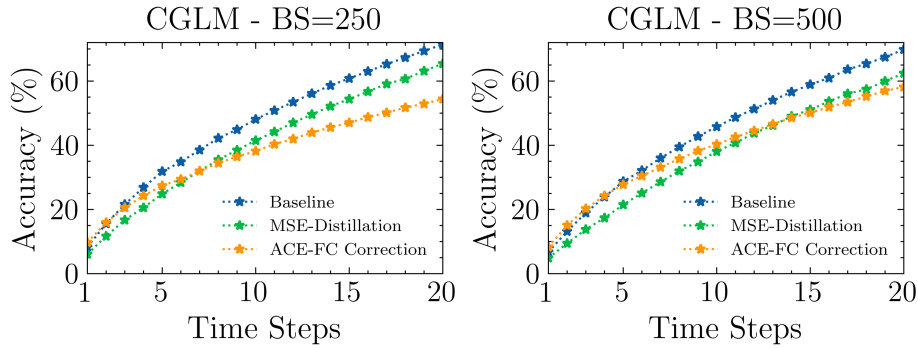 CGLM - BS=250
Accuracy (%)
60
40
20
0
Baseline
MSE-Distillation
ACE-FC Correction
1 5 10 15 20
Time Steps
CGLM - BS=500
Accuracy (%)
60
40
20
0
Baseline
MSE-Distillation
ACE-FC Correction
1 5 10 15 20
Time Steps